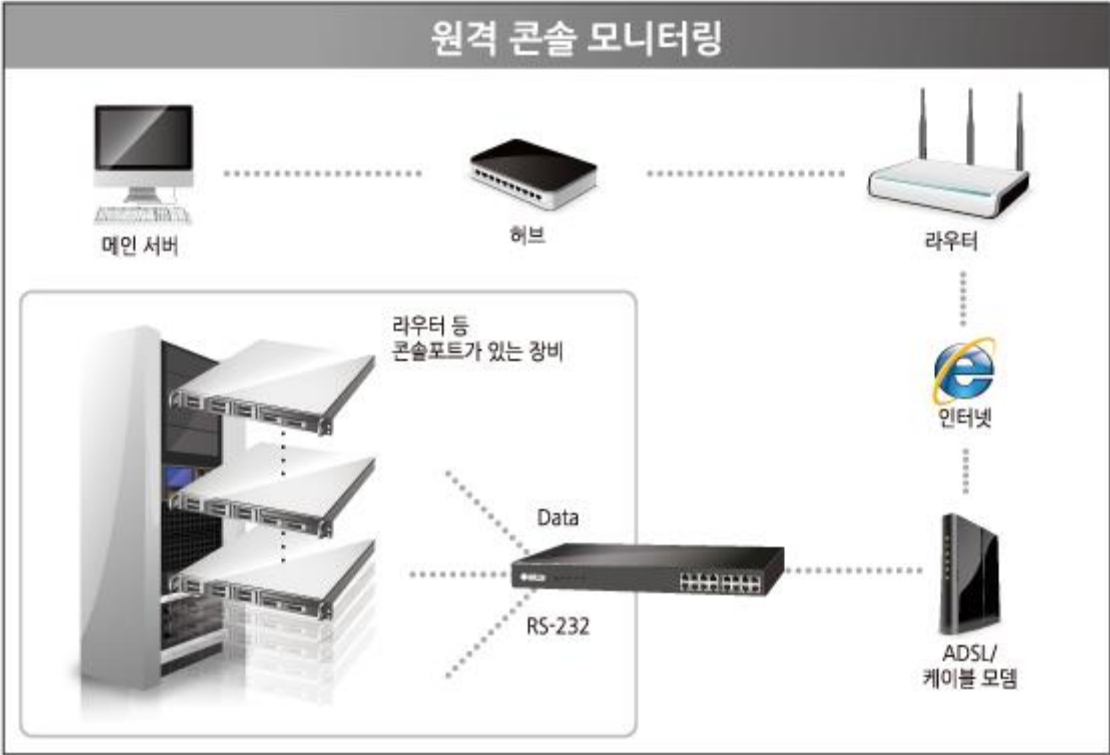 원격 콘솔 모니터링
메인 서버
허브
라우터
라우터 등
콘솔포트가 있는 장비
인터넷
Data
RS-232
ADSL/
케이블 모뎀